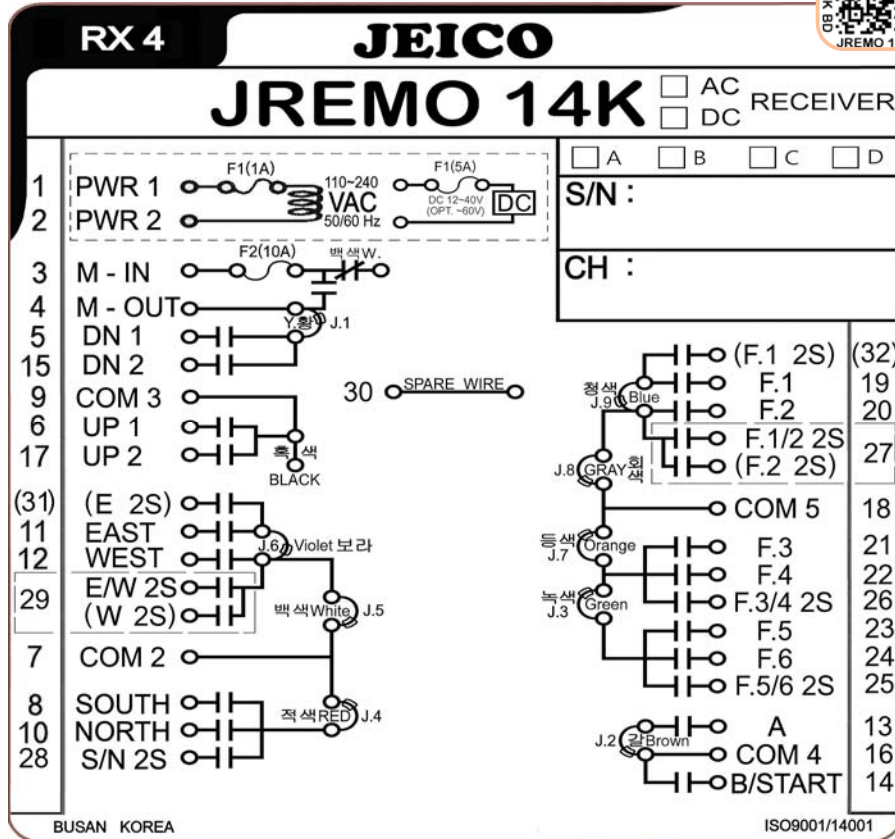 RX 4
JEICO
K BD
JREMO 1
JREMO 14K
AC
DC
RECEIVER
A B C D
S/N :
CH :
1 PWR 1
2 PWR 2
F1(1A)
110~240
VAC
50/60 Hz
F1(5A)
DC 12~40V
(OPT. ~60V)
DC
3 M - IN
F2(10A)
백색W.
4 M - OUT
Y.황 J.1
5 DN 1
15 DN 2
9 COM 3
6 UP 1
17 UP 2
흑색
BLACK
30 SPARE WIRE
(31) (E 2S)
11 EAST
12 WEST
J.6 Violet 보라
29 E/W 2S
(W 2S)
백색White J.5
7 COM 2
8 SOUTH
10 NORTH
28 S/N 2S
적색RED J.4
(F.1 2S) (32)
F.1 19
F.2 20
청색
J.9 Blue
F.1/2 2S
(F.2 2S)
27
J.8 GRAY 회색
COM 5 18
등색 Orange
J.7
F.3 21
F.4 22
F.3/4 2S 26
녹색 Green
J.3
F.5 23
F.6 24
F.5/6 2S 25
A 13
J.2 갈Brown
COM 4 16
B/START 14
BUSAN KOREA
ISO9001/14001